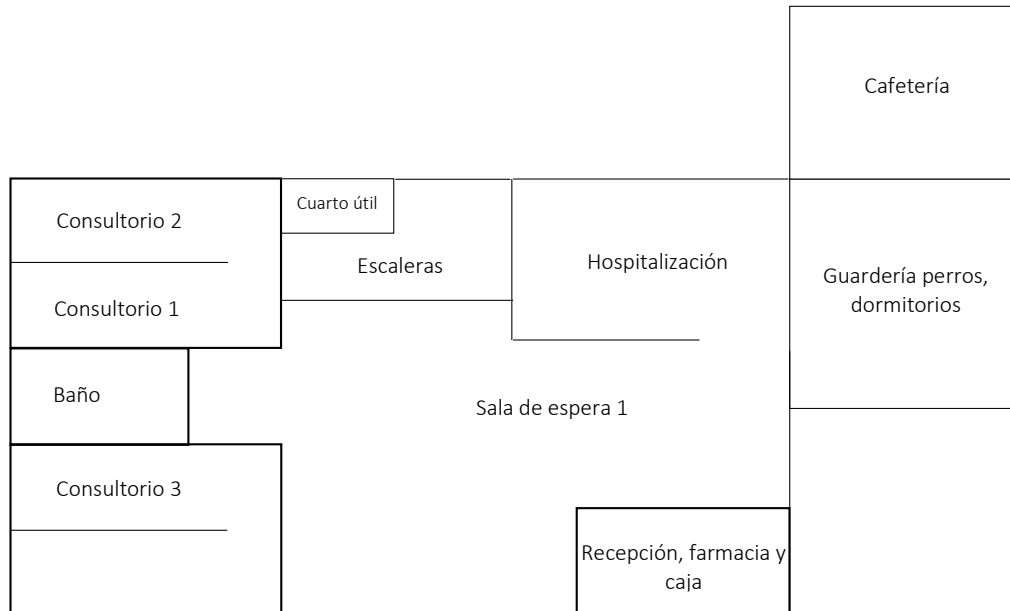 Cafetería
Cuarto útil
Consultorio 2
Escaleras
Hospitalización
Guardería perros,
dormitorios
Consultorio 1
Baño
Sala de espera 1
Consultorio 3
Recepción, farmacia y
caja